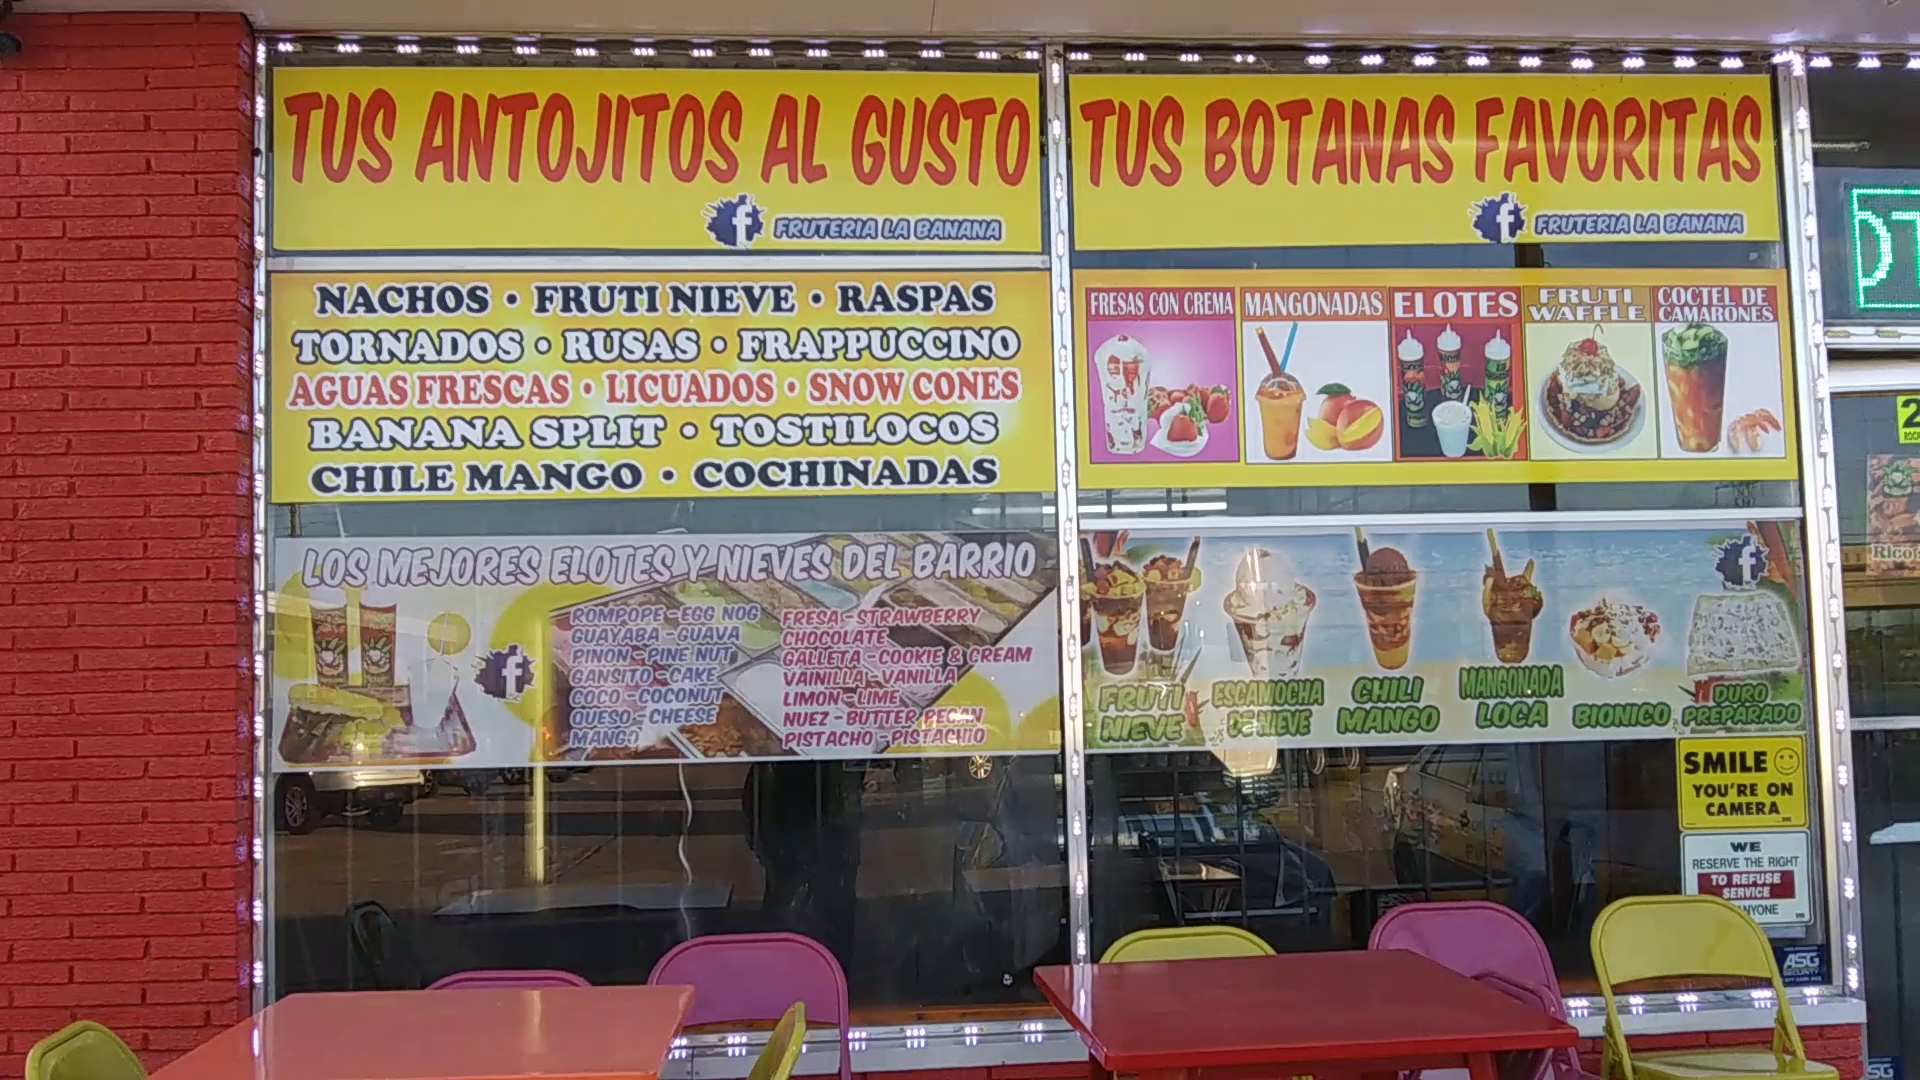 TUS ANTOJITOS AL GUSTO
FRUTERIA LA BANANA
NACHOS • FRUTI NIEVE • RASPAS
TORNADOS • RUSAS • FRAPPUCCINO
AGUAS FRESCAS • LICUADOS • SNOW CONES
BANANA SPLIT • TOSTILOCOS
CHILE MANGO • COCHINADAS
LOS MEJORES ELOTES Y NIEVES DEL BARRIO
ROMPOPE - EGG NOG
GUAYABA - GUAVA
PINON - PINE NUT
GANSITO - CAKE
COCO - COCONUT
QUESO - CHEESE
MANGO
FRESA - STRAWBERRY
CHOCOLATE
GALLETA - COOKIE & CREAM
VAINILLA - VANILLA
LIMON - LIME
NUEZ - BUTTER PECAN
PISTACHO - PISTACHIO
TUS BOTANAS FAVORITAS
FRUTERIA LA BANANA
FRESAS CON CREMA
MANGONADAS
ELOTES
FRUTI
WAFFLE
COCTEL DE
CAMARONES
FRUTI
NIEVE
ESCAMOCHA
DE NIEVE
CHILI
MANGO
MANGONADA
LOCA
BIONICO
DURO
PREPARADO
SMILE
YOU'RE ON
CAMERA
WE
RESERVE THE RIGHT
TO REFUSE
SERVICE
ANYONE
ASG
SECURITY
2
Rico
SG